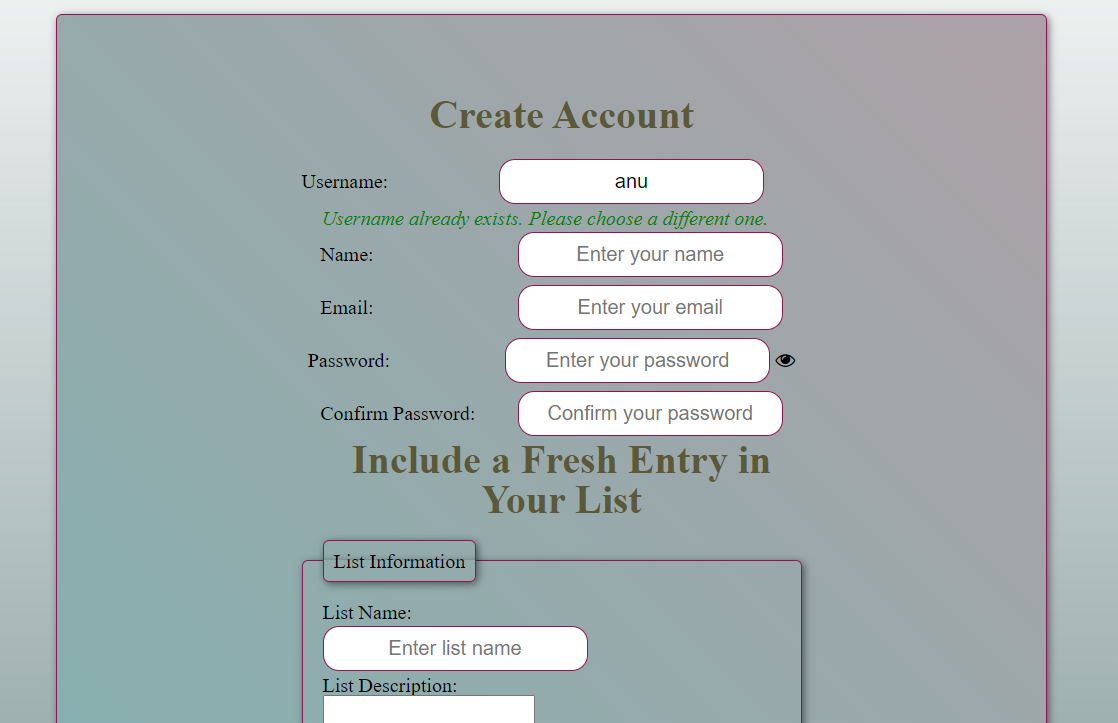 Create Account
Username: anu
Username already exists. Please choose a different one.
Name: Enter your name
Email: Enter your email
Password: Enter your password
Confirm Password: Confirm your password
Include a Fresh Entry in
Your List
List Information
List Name:
Enter list name
List Description: